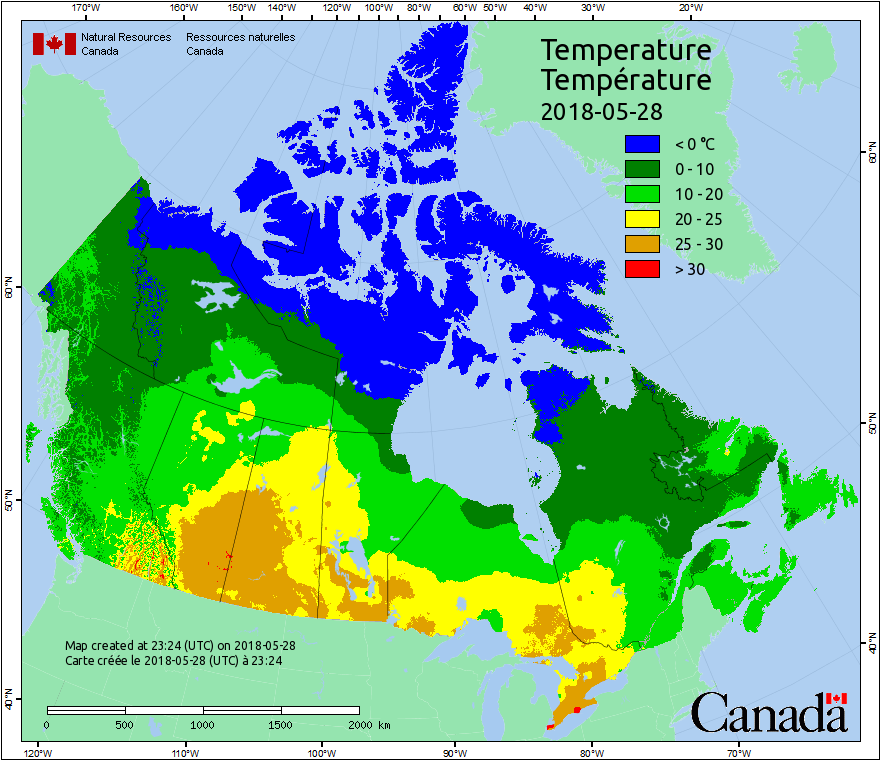 170°W 160°W 150°W 140°W 130°W 120°W 110°W 100°W 90°W 80°W 70°W 60°W 50°W 40°W 30°W 20°W
Natural Resources Ressources naturelles
Canada Canada
Temperature
Température
2018-05-28
< 0 °C
0 - 10
10 - 20
20 - 25
25 - 30
> 30
60°N
60°N
50°N
50°N
40°N
40°N
Map created at 23:24 (UTC) on 2018-05-28
Carte créée le 2018-05-28 (UTC) à 23:24
0 500 1000 1500 2000 km
Canada
120°W 110°W 100°W 90°W 80°W 70°W